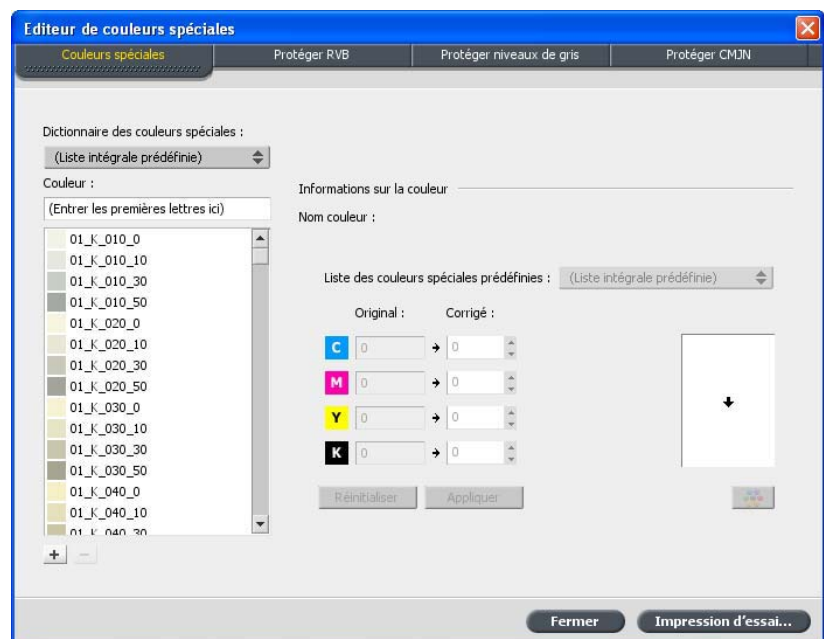 Editeur de couleurs spéciales
Couleurs spéciales
Protéger RVB
Protéger niveaux de gris
Protéger CMJN
Dictionnaire des couleurs spéciales :
(Liste intégrale prédéfinie)
Couleur :
(Entrer les premières lettres ici)
01_K_010_0
01_K_010_10
01_K_010_30
01_K_010_50
01_K_020_0
01_K_020_10
01_K_020_30
01_K_020_50
01_K_030_0
01_K_030_10
01_K_030_30
01_K_030_50
01_K_040_0
01_K_040_10
01_K_040_30
+ −
Informations sur la couleur
Nom couleur :
Liste des couleurs spéciales prédéfinies : (Liste intégrale prédéfinie)
Original : Corrigé :
C 0 → 0
M 0 → 0
Y 0 → 0
K 0 → 0
Réinitialiser
Appliquer
Fermer
Impression d'essai...